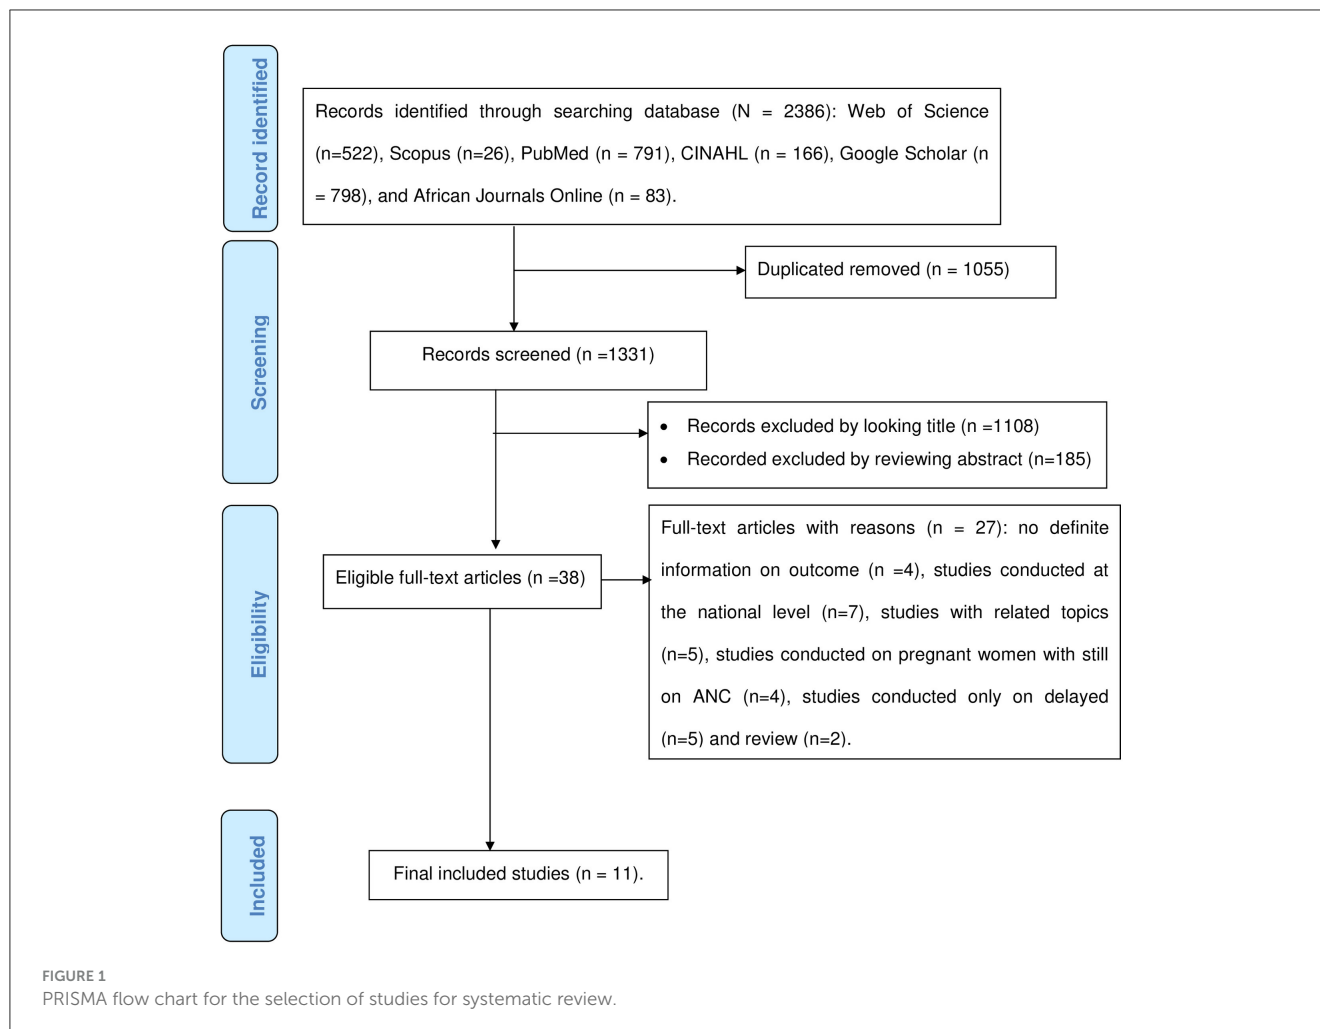 Record identified
Records identified through searching database (N = 2386): Web of Science
(n=522), Scopus (n=26), PubMed (n = 791), CINAHL (n = 166), Google Scholar (n
= 798), and African Journals Online (n = 83).
Duplicated removed (n = 1055)
Screening
Records screened (n =1331)
• Records excluded by looking title (n =1108)
• Recorded excluded by reviewing abstract (n=185)
Eligibility
Eligible full-text articles (n =38)
Full-text articles with reasons (n = 27): no definite
information on outcome (n =4), studies conducted at
the national level (n=7), studies with related topics
(n=5), studies conducted on pregnant women with still
on ANC (n=4), studies conducted only on delayed
(n=5) and review (n=2).
Included
Final included studies (n = 11).
FIGURE 1
PRISMA flow chart for the selection of studies for systematic review.